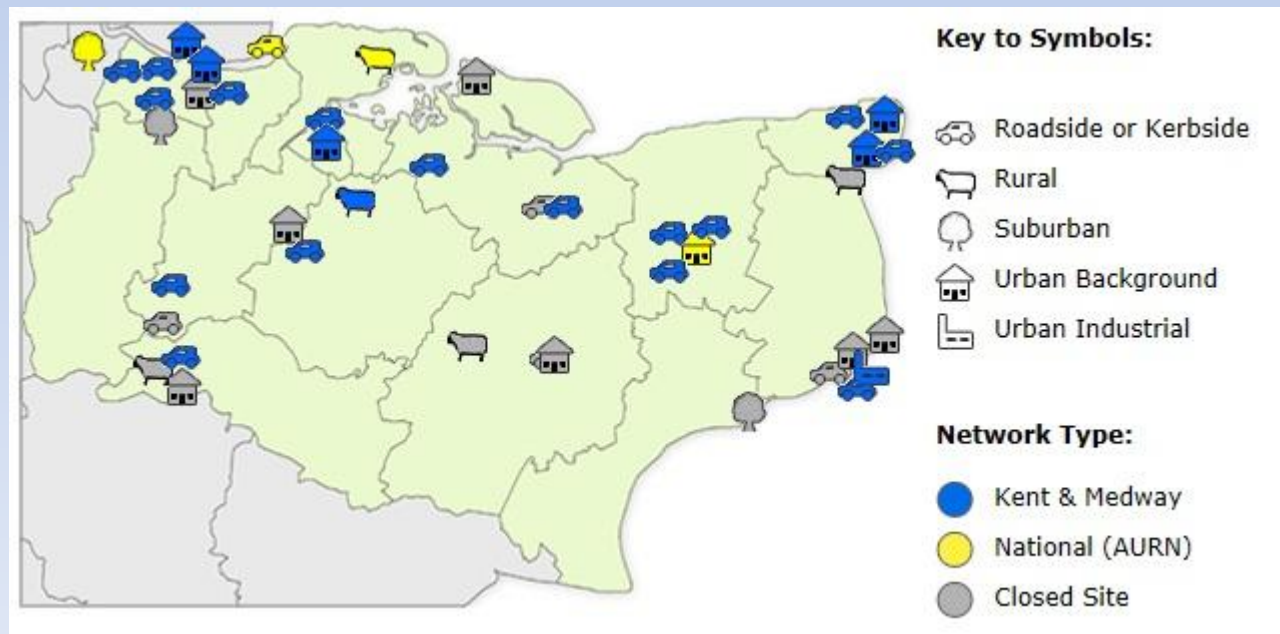 Key to Symbols:
Roadside or Kerbside
Rural
Suburban
Urban Background
Urban Industrial
Network Type:
Kent & Medway
National (AURN)
Closed Site